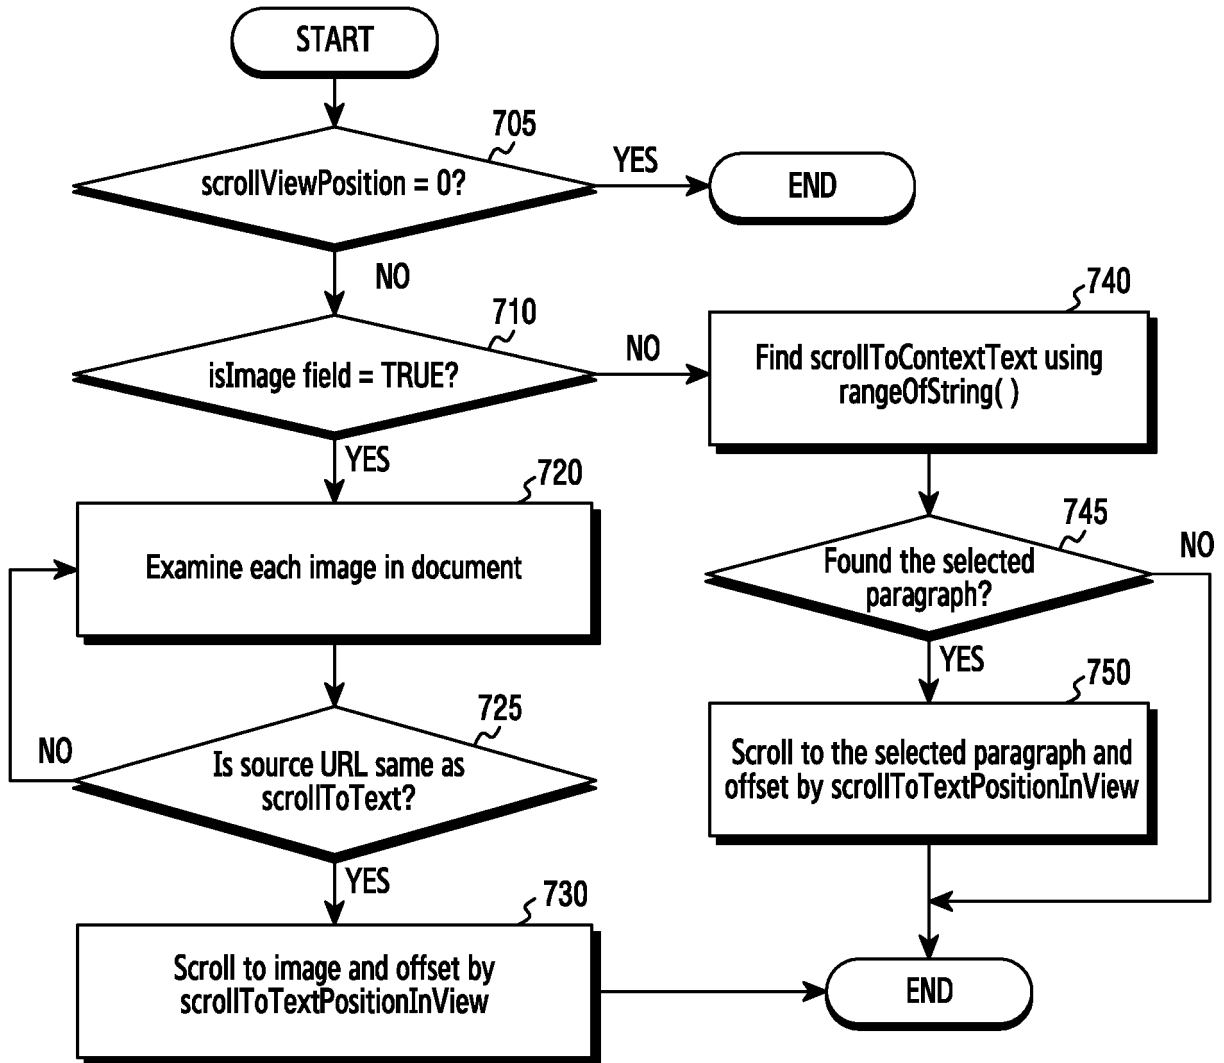 START
705
scrollViewPosition = 0?
YES
END
NO
710
isImage field = TRUE?
NO
740
Find scrollToContextText using
rangeOfString( )
YES
720
Examine each image in document
745
Found the selected
paragraph?
NO
YES
750
Scroll to the selected paragraph and
offset by scrollToTextPositionInView
725
Is source URL same as
scrollToText?
NO
YES
730
Scroll to image and offset by
scrollToTextPositionInView
END